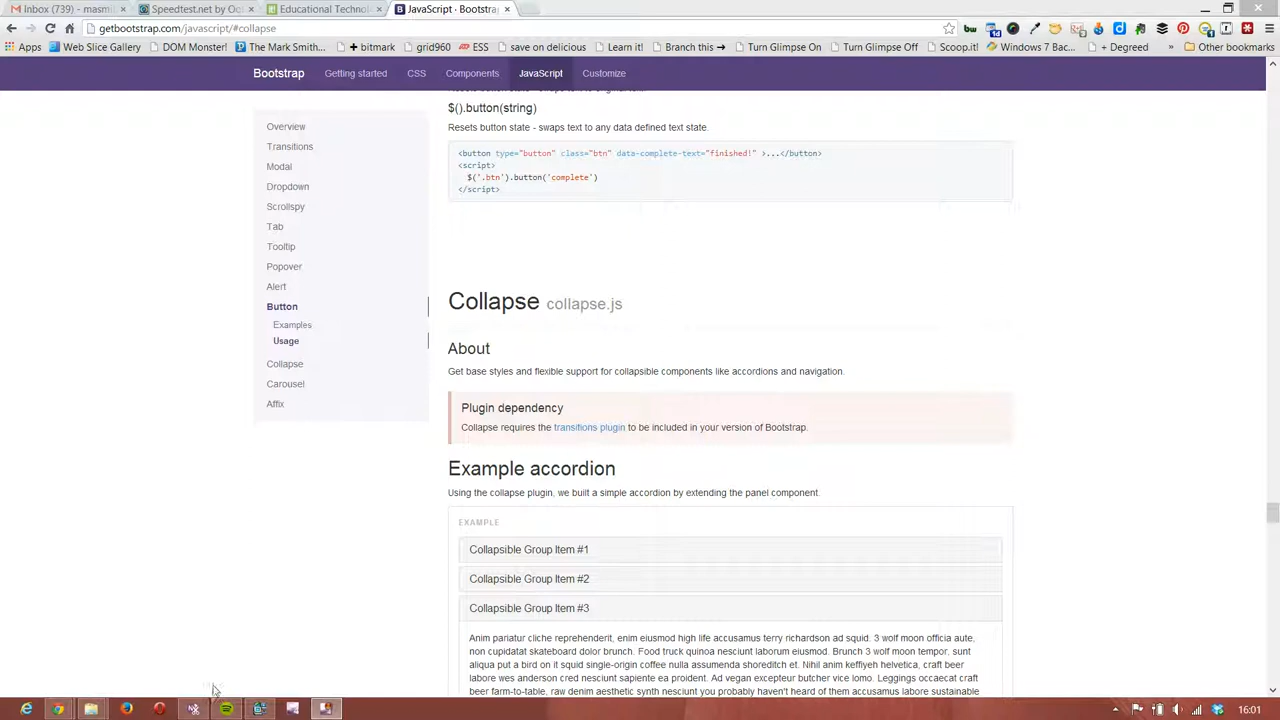 Inbox (739) - masmil
Speedtest.net by Oo
Educational Technol
JavaScript · Bootstrap
getbootstrap.com/javascript/#collapse
Apps
Web Slice Gallery
DOM Monster!
The Mark Smith...
+ bitmark
grid960
ESS
save on delicious
Learn it!
Branch this
Turn Glimpse On
Turn Glimpse Off
Scoop.it!
Windows 7 Bac...
+ Degreed
Other bookmarks
Bootstrap
Getting started
CSS
Components
JavaScript
Customize
Overview
Transitions
Modal
Dropdown
Scrollspy
Tab
Tooltip
Popover
Alert
Button
Examples
Usage
Collapse
Carousel
Affix
$().button(string)
Resets button state - swaps text to any data defined text state.
<button type="button" class="btn" data-complete-text="finished!" >...</button>
<script>
$('.btn').button('complete')
</script>
Collapse collapse.js
About
Get base styles and flexible support for collapsible components like accordions and navigation.
Plugin dependency
Collapse requires the transitions plugin to be included in your version of Bootstrap.
Example accordion
Using the collapse plugin, we built a simple accordion by extending the panel component.
EXAMPLE
Collapsible Group Item #1
Collapsible Group Item #2
Collapsible Group Item #3
Anim pariatur cliche reprehenderit, enim eiusmod high life accusamus terry richardson ad squid. 3 wolf moon officia aute,
non cupidatat skateboard dolor brunch. Food truck quinoa nesciunt laborum eiusmod. Brunch 3 wolf moon tempor, sunt
aliqua put a bird on it squid single-origin coffee nulla assumenda shoreditch et. Nihil anim keffiyeh helvetica, craft beer
labore wes anderson cred nesciunt sapiente ea proident. Ad vegan excepteur butcher vice lomo. Leggings occaecat craft
beer farm-to-table, raw denim aesthetic synth nesciunt you probably haven't heard of them accusamus labore sustainable
16:01